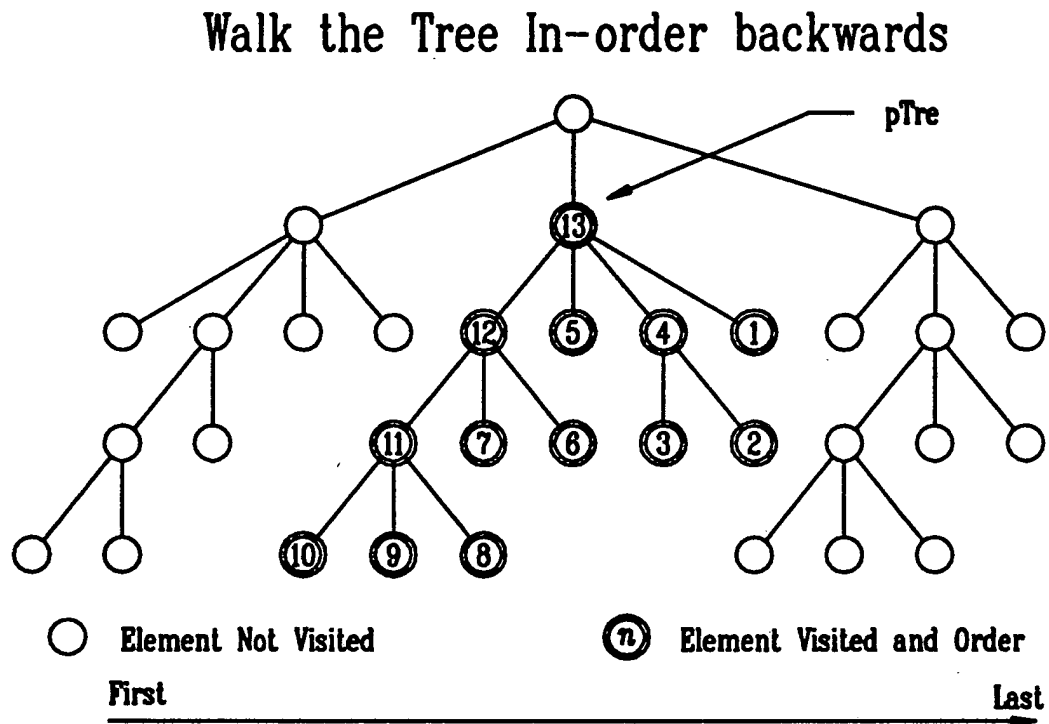 Walk the Tree In-order backwards
pTre
13
12 5 4 1
11 7 6 3 2
10 9 8
Element Not Visited
n Element Visited and Order
First Last